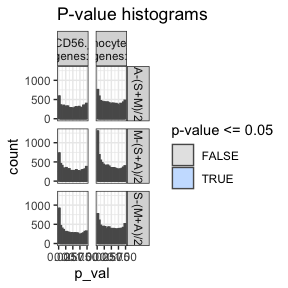 P-value histograms
CD56.
genes:
nocyte
genes:
A-(S+M)/2
M-(S+A)/2
S-(M+A)/2
1000
500
0
1000
500
0
1000
500
0
count
p_val
p-value <= 0.05
FALSE
TRUE